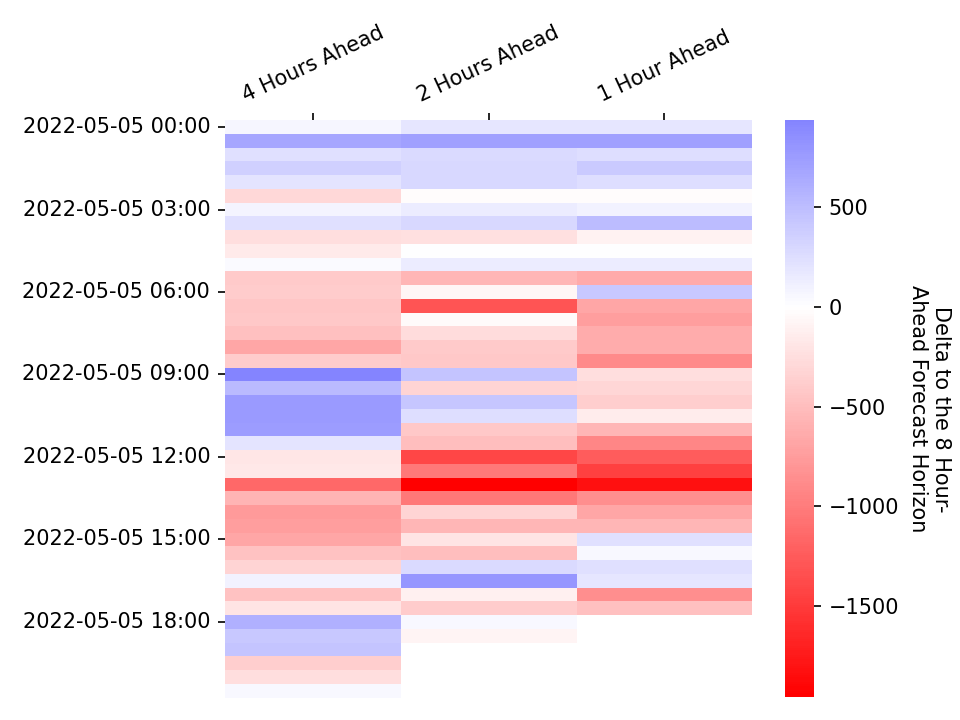 4 Hours Ahead
2 Hours Ahead
1 Hour Ahead
2022-05-05 00:00
2022-05-05 03:00
2022-05-05 06:00
2022-05-05 09:00
2022-05-05 12:00
2022-05-05 15:00
2022-05-05 18:00
500
0
−500
−1000
−1500
Delta to the 8 Hour-
Ahead Forecast Horizon